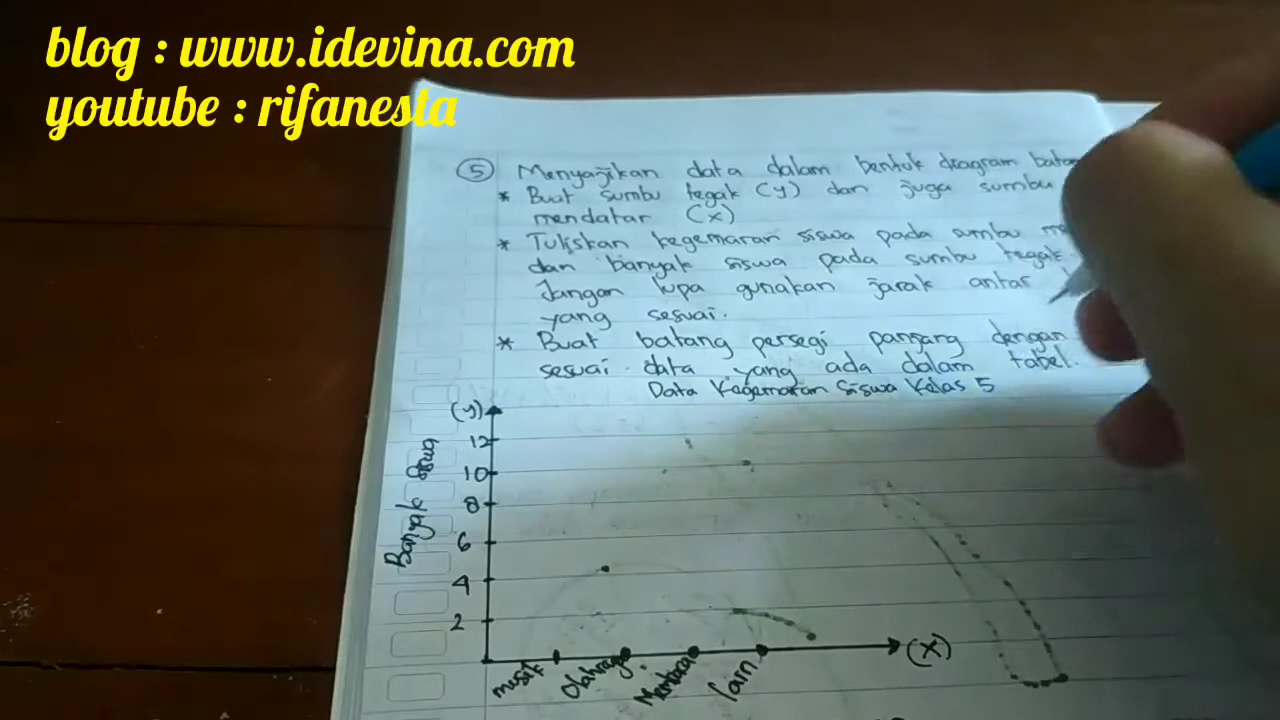 blog : www.idevina.com
youtube : rifanesta
5 Menyajikan data dalam bentuk diagram
* Buat sumbu tegak (y) dan juga sumbu
mendatar (x)
* Tuliskan kegemaran siswa pada sumbu
dan banyak siswa pada sumbu tegak.
Jangan lupa gunakan jarak antar
yang sesuai.
* Buat batang persegi panjang dengan
sesuai data yang ada dalam tabel.
Data Kegemaran Siswa Kelas 5
(y)
Banyak Siswa
12
10
8
6
4
2
musik Olahraga Membaca lain (x)